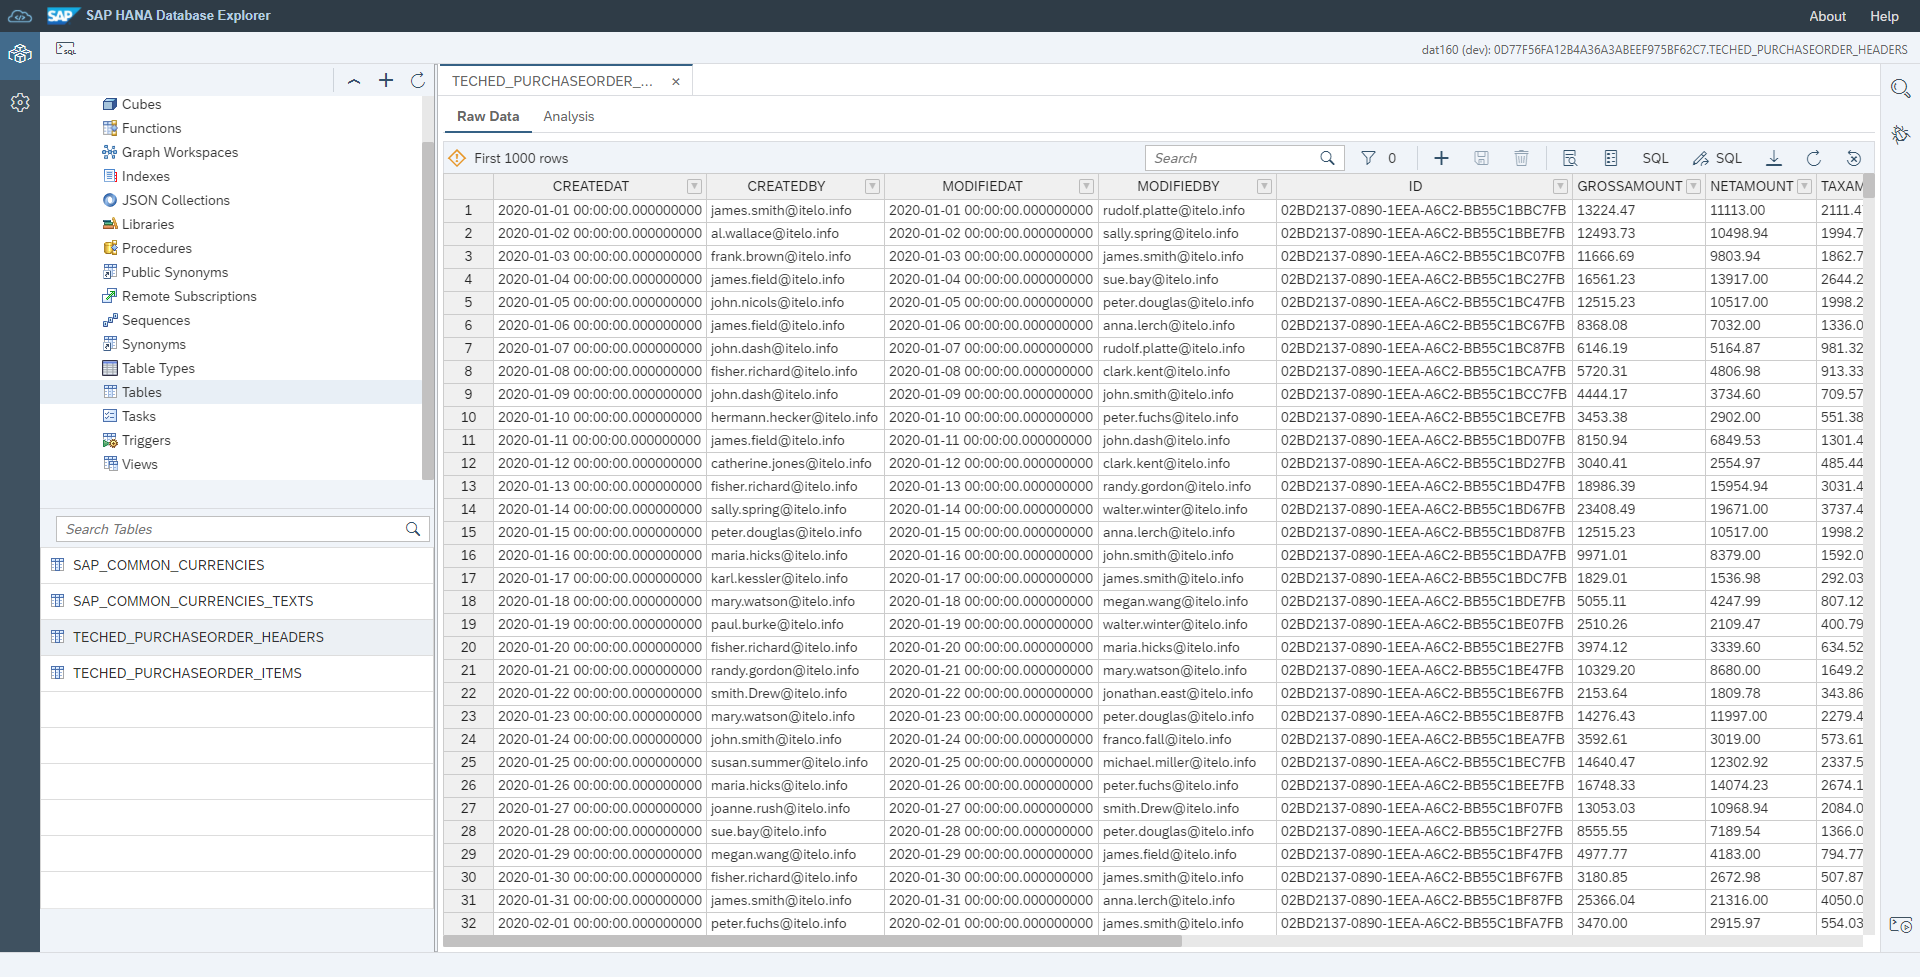 SAP SAP HANA Database Explorer About Help
SQL dat160 (dev): 0D77F56FA12B4A36A3ABEEF975BF62C7.TECHED_PURCHASEORDER_HEADERS
Cubes
Functions
Graph Workspaces
Indexes
JSON Collections
Libraries
Procedures
Public Synonyms
Remote Subscriptions
Sequences
Synonyms
Table Types
Tables
Tasks
Triggers
Views
Search Tables
SAP_COMMON_CURRENCIES
SAP_COMMON_CURRENCIES_TEXTS
TECHED_PURCHASEORDER_HEADERS
TECHED_PURCHASEORDER_ITEMS
TECHED_PURCHASEORDER_...
Raw Data Analysis
First 1000 rows Search 0 SQL SQL
CREATEDAT CREATEDBY MODIFIEDAT MODIFIEDBY ID GROSSAMOUNT NETAMOUNT TAXAM
1 2020-01-01 00:00:00.000000000 james.smith@itelo.info 2020-01-01 00:00:00.000000000 rudolf.platte@itelo.info 02BD2137-0890-1EEA-A6C2-BB55C1BBC7FB 13224.47 11113.00 2111.47
2 2020-01-02 00:00:00.000000000 al.wallace@itelo.info 2020-01-02 00:00:00.000000000 sally.spring@itelo.info 02BD2137-0890-1EEA-A6C2-BB55C1BBE7FB 12493.73 10498.94 1994.7
3 2020-01-03 00:00:00.000000000 frank.brown@itelo.info 2020-01-03 00:00:00.000000000 james.smith@itelo.info 02BD2137-0890-1EEA-A6C2-BB55C1BC07FB 11666.69 9803.94 1862.7
4 2020-01-04 00:00:00.000000000 james.field@itelo.info 2020-01-04 00:00:00.000000000 sue.bay@itelo.info 02BD2137-0890-1EEA-A6C2-BB55C1BC27FB 16561.23 13917.00 2644.2
5 2020-01-05 00:00:00.000000000 john.nicols@itelo.info 2020-01-05 00:00:00.000000000 peter.douglas@itelo.info 02BD2137-0890-1EEA-A6C2-BB55C1BC47FB 12515.23 10517.00 1998.2
6 2020-01-06 00:00:00.000000000 james.field@itelo.info 2020-01-06 00:00:00.000000000 anna.lerch@itelo.info 02BD2137-0890-1EEA-A6C2-BB55C1BC67FB 8368.08 7032.00 1336.0
7 2020-01-07 00:00:00.000000000 john.dash@itelo.info 2020-01-07 00:00:00.000000000 rudolf.platte@itelo.info 02BD2137-0890-1EEA-A6C2-BB55C1BC87FB 6146.19 5164.87 981.32
8 2020-01-08 00:00:00.000000000 fisher.richard@itelo.info 2020-01-08 00:00:00.000000000 clark.kent@itelo.info 02BD2137-0890-1EEA-A6C2-BB55C1BCA7FB 5720.31 4806.98 913.33
9 2020-01-09 00:00:00.000000000 john.dash@itelo.info 2020-01-09 00:00:00.000000000 john.smith@itelo.info 02BD2137-0890-1EEA-A6C2-BB55C1BCC7FB 4444.17 3734.60 709.57
10 2020-01-10 00:00:00.000000000 hermann.hecker@itelo.info 2020-01-10 00:00:00.000000000 peter.fuchs@itelo.info 02BD2137-0890-1EEA-A6C2-BB55C1BCE7FB 3453.38 2902.00 551.38
11 2020-01-11 00:00:00.000000000 james.field@itelo.info 2020-01-11 00:00:00.000000000 john.dash@itelo.info 02BD2137-0890-1EEA-A6C2-BB55C1BD07FB 8150.94 6849.53 1301.4
12 2020-01-12 00:00:00.000000000 catherine.jones@itelo.info 2020-01-12 00:00:00.000000000 clark.kent@itelo.info 02BD2137-0890-1EEA-A6C2-BB55C1BD27FB 3040.41 2554.97 485.44
13 2020-01-13 00:00:00.000000000 fisher.richard@itelo.info 2020-01-13 00:00:00.000000000 randy.gordon@itelo.info 02BD2137-0890-1EEA-A6C2-BB55C1BD47FB 18986.39 15954.94 3031.4
14 2020-01-14 00:00:00.000000000 sally.spring@itelo.info 2020-01-14 00:00:00.000000000 walter.winter@itelo.info 02BD2137-0890-1EEA-A6C2-BB55C1BD67FB 23408.49 19671.00 3737.4
15 2020-01-15 00:00:00.000000000 peter.douglas@itelo.info 2020-01-15 00:00:00.000000000 anna.lerch@itelo.info 02BD2137-0890-1EEA-A6C2-BB55C1BD87FB 12515.23 10517.00 1998.2
16 2020-01-16 00:00:00.000000000 maria.hicks@itelo.info 2020-01-16 00:00:00.000000000 john.smith@itelo.info 02BD2137-0890-1EEA-A6C2-BB55C1BDA7FB 9971.01 8379.00 1592.0
17 2020-01-17 00:00:00.000000000 karl.kessler@itelo.info 2020-01-17 00:00:00.000000000 james.smith@itelo.info 02BD2137-0890-1EEA-A6C2-BB55C1BDC7FB 1829.01 1536.98 292.03
18 2020-01-18 00:00:00.000000000 mary.watson@itelo.info 2020-01-18 00:00:00.000000000 megan.wang@itelo.info 02BD2137-0890-1EEA-A6C2-BB55C1BDE7FB 5055.11 4247.99 807.12
19 2020-01-19 00:00:00.000000000 paul.burke@itelo.info 2020-01-19 00:00:00.000000000 walter.winter@itelo.info 02BD2137-0890-1EEA-A6C2-BB55C1BE07FB 2510.26 2109.47 400.79
20 2020-01-20 00:00:00.000000000 fisher.richard@itelo.info 2020-01-20 00:00:00.000000000 maria.hicks@itelo.info 02BD2137-0890-1EEA-A6C2-BB55C1BE27FB 3974.12 3339.60 634.52
21 2020-01-21 00:00:00.000000000 randy.gordon@itelo.info 2020-01-21 00:00:00.000000000 mary.watson@itelo.info 02BD2137-0890-1EEA-A6C2-BB55C1BE47FB 10329.20 8680.00 1649.2
22 2020-01-22 00:00:00.000000000 smith.Drew@itelo.info 2020-01-22 00:00:00.000000000 jonathan.east@itelo.info 02BD2137-0890-1EEA-A6C2-BB55C1BE67FB 2153.64 1809.78 343.86
23 2020-01-23 00:00:00.000000000 mary.watson@itelo.info 2020-01-23 00:00:00.000000000 peter.douglas@itelo.info 02BD2137-0890-1EEA-A6C2-BB55C1BE87FB 14276.43 11997.00 2279.4
24 2020-01-24 00:00:00.000000000 john.smith@itelo.info 2020-01-24 00:00:00.000000000 franco.fall@itelo.info 02BD2137-0890-1EEA-A6C2-BB55C1BEA7FB 3592.61 3019.00 573.61
25 2020-01-25 00:00:00.000000000 susan.summer@itelo.info 2020-01-25 00:00:00.000000000 michael.miller@itelo.info 02BD2137-0890-1EEA-A6C2-BB55C1BEC7FB 14640.47 12302.92 2337.5
26 2020-01-26 00:00:00.000000000 maria.hicks@itelo.info 2020-01-26 00:00:00.000000000 peter.fuchs@itelo.info 02BD2137-0890-1EEA-A6C2-BB55C1BEE7FB 16748.33 14074.23 2674.1
27 2020-01-27 00:00:00.000000000 joanne.rush@itelo.info 2020-01-27 00:00:00.000000000 smith.Drew@itelo.info 02BD2137-0890-1EEA-A6C2-BB55C1BF07FB 13053.03 10968.94 2084.0
28 2020-01-28 00:00:00.000000000 sue.bay@itelo.info 2020-01-28 00:00:00.000000000 peter.douglas@itelo.info 02BD2137-0890-1EEA-A6C2-BB55C1BF27FB 8555.55 7189.54 1366.0
29 2020-01-29 00:00:00.000000000 megan.wang@itelo.info 2020-01-29 00:00:00.000000000 james.field@itelo.info 02BD2137-0890-1EEA-A6C2-BB55C1BF47FB 4977.77 4183.00 794.77
30 2020-01-30 00:00:00.000000000 fisher.richard@itelo.info 2020-01-30 00:00:00.000000000 james.smith@itelo.info 02BD2137-0890-1EEA-A6C2-BB55C1BF67FB 3180.85 2672.98 507.87
31 2020-01-31 00:00:00.000000000 james.smith@itelo.info 2020-01-31 00:00:00.000000000 anna.lerch@itelo.info 02BD2137-0890-1EEA-A6C2-BB55C1BF87FB 25366.04 21316.00 4050.0
32 2020-02-01 00:00:00.000000000 peter.fuchs@itelo.info 2020-02-01 00:00:00.000000000 james.smith@itelo.info 02BD2137-0890-1EEA-A6C2-BB55C1BFA7FB 3470.00 2915.97 554.03